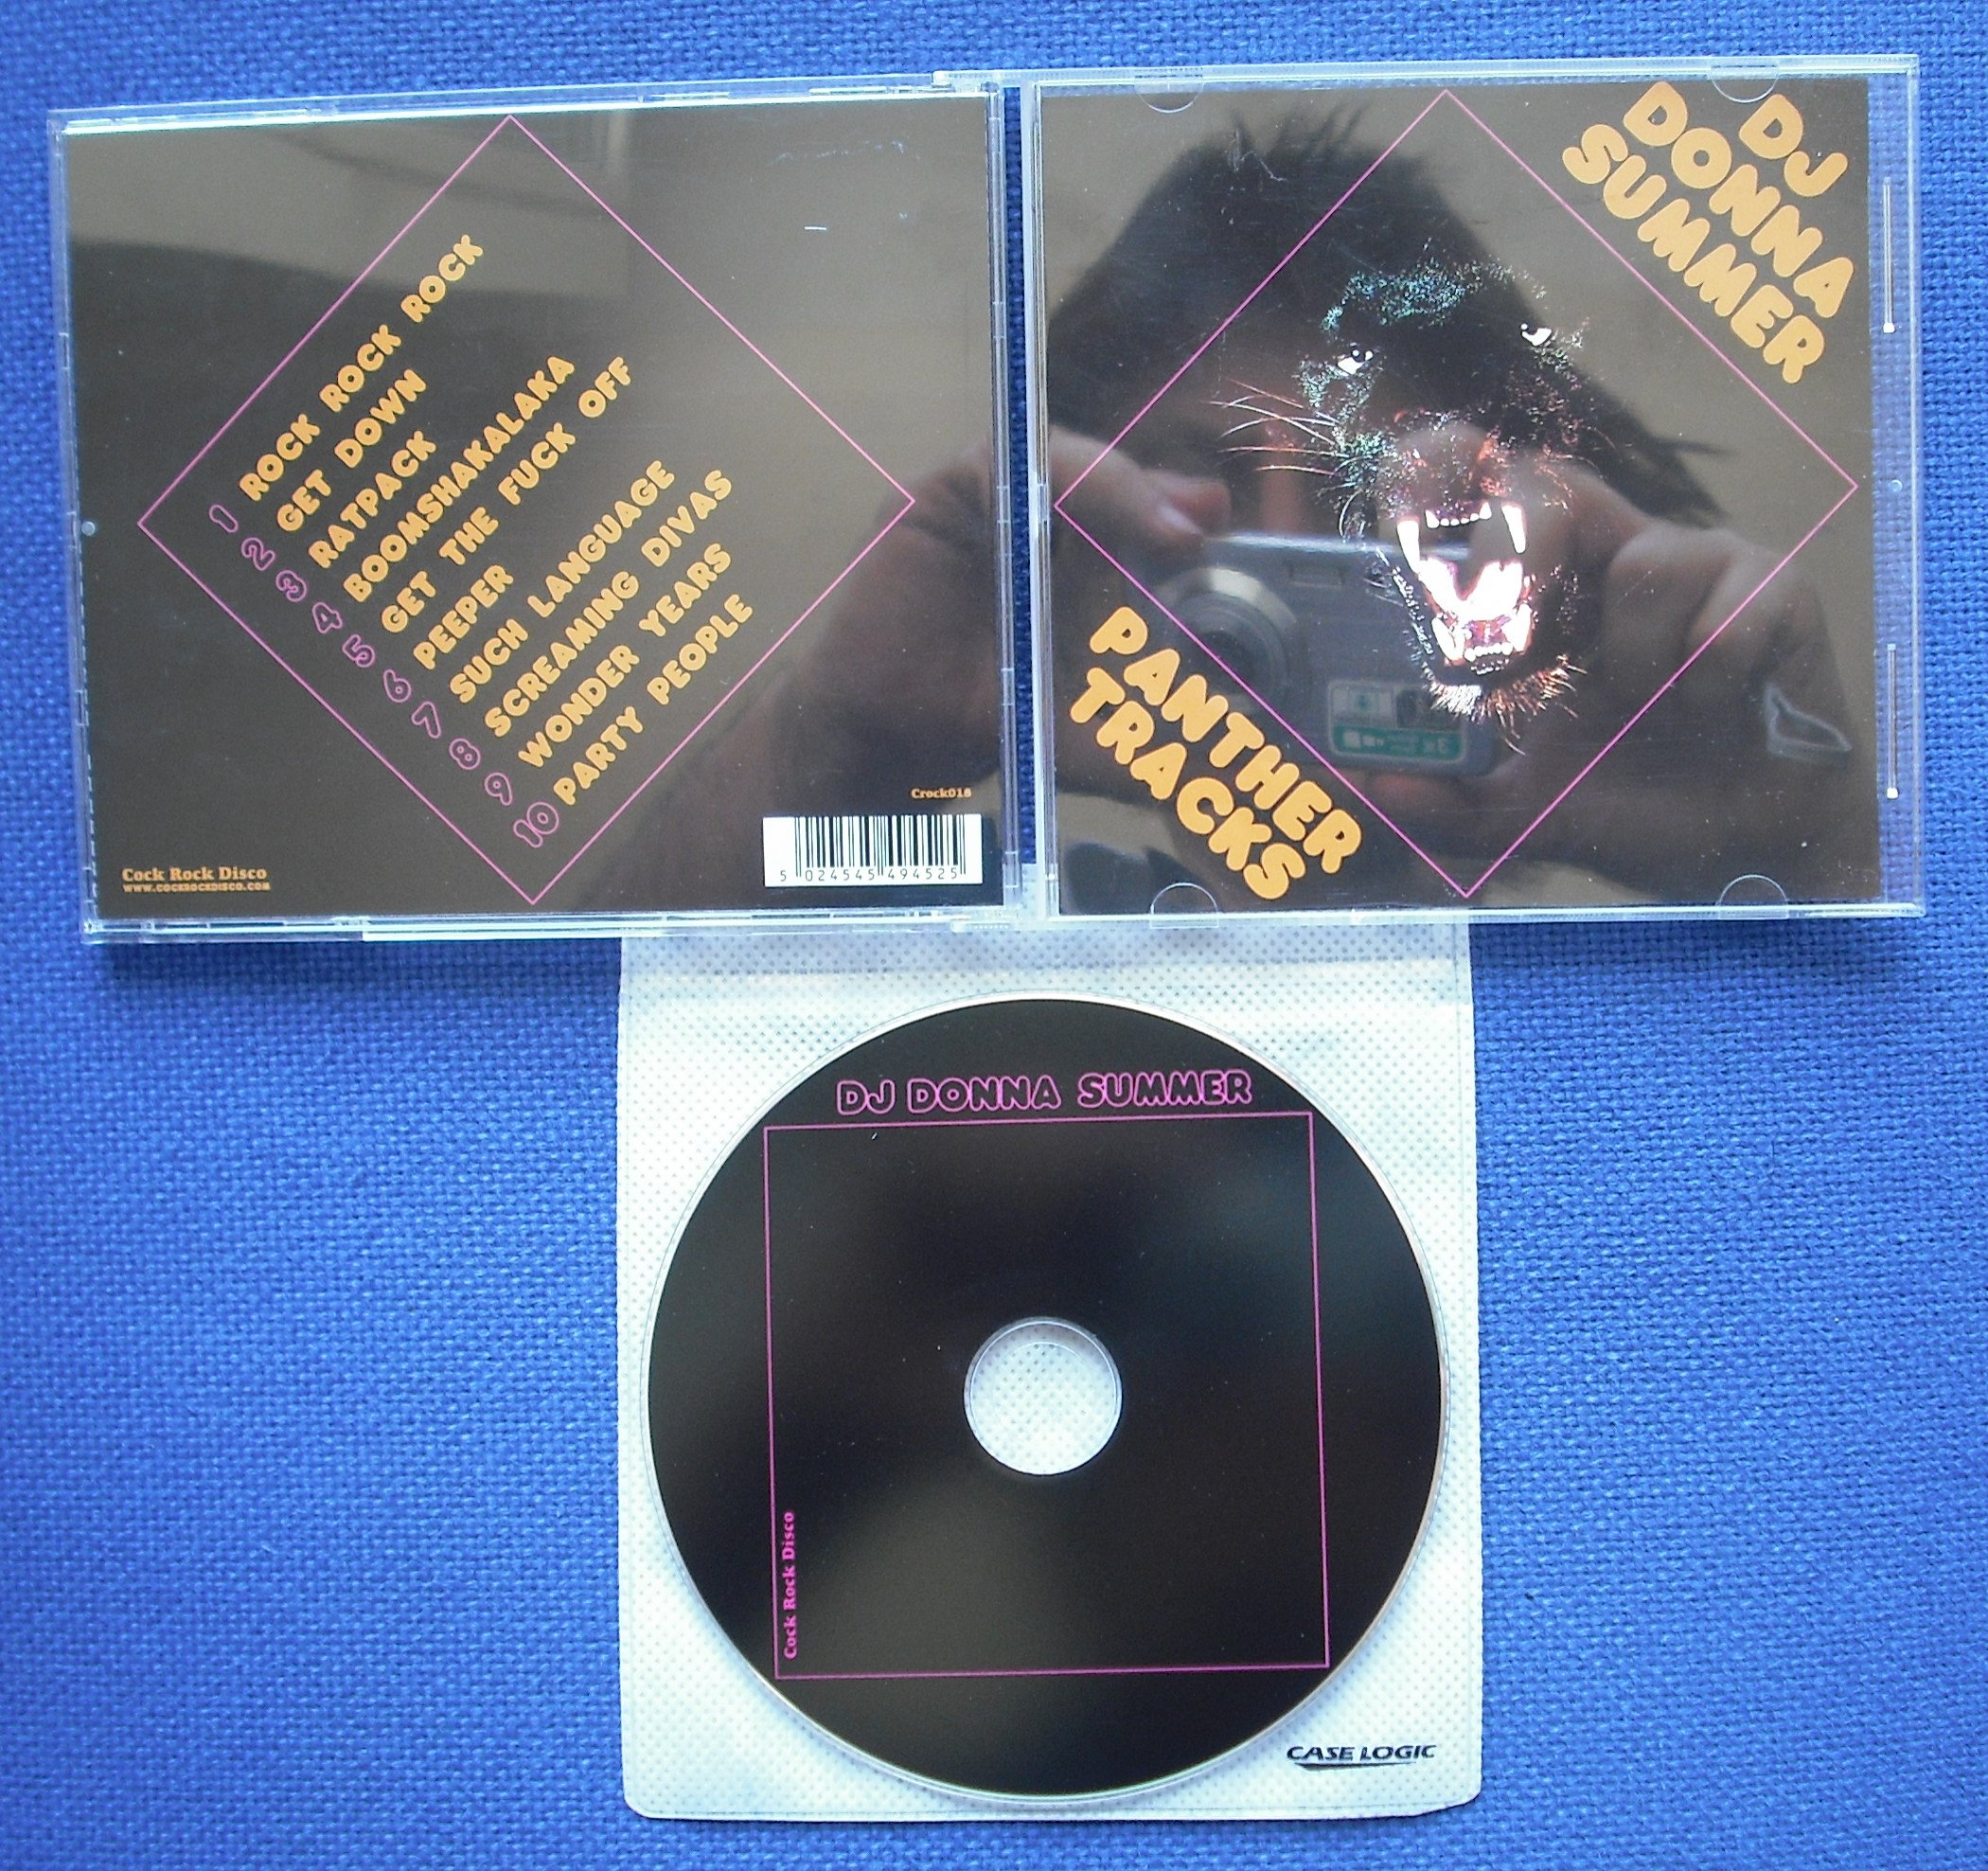 1 ROCK ROCK ROCK ROCK
2 GET DOWN
3 RATPACK
4 BOOMSHAKALAKA
5 GET THE FUCK OFF
6 PEEPER
7 SUCH LANGUAGE
8 SCREAMING DIVAS
9 WONDER YEARS
10 PARTY PEOPLE
Crock018
5 024545 494525
Cock Rock Disco
WWW.COCKROCKDISCO.COM
DJ
DONNA
SUMMER
PANTHER
TRACKS
DJ DONNA SUMMER
Cock Rock Disco
CASE LOGIC